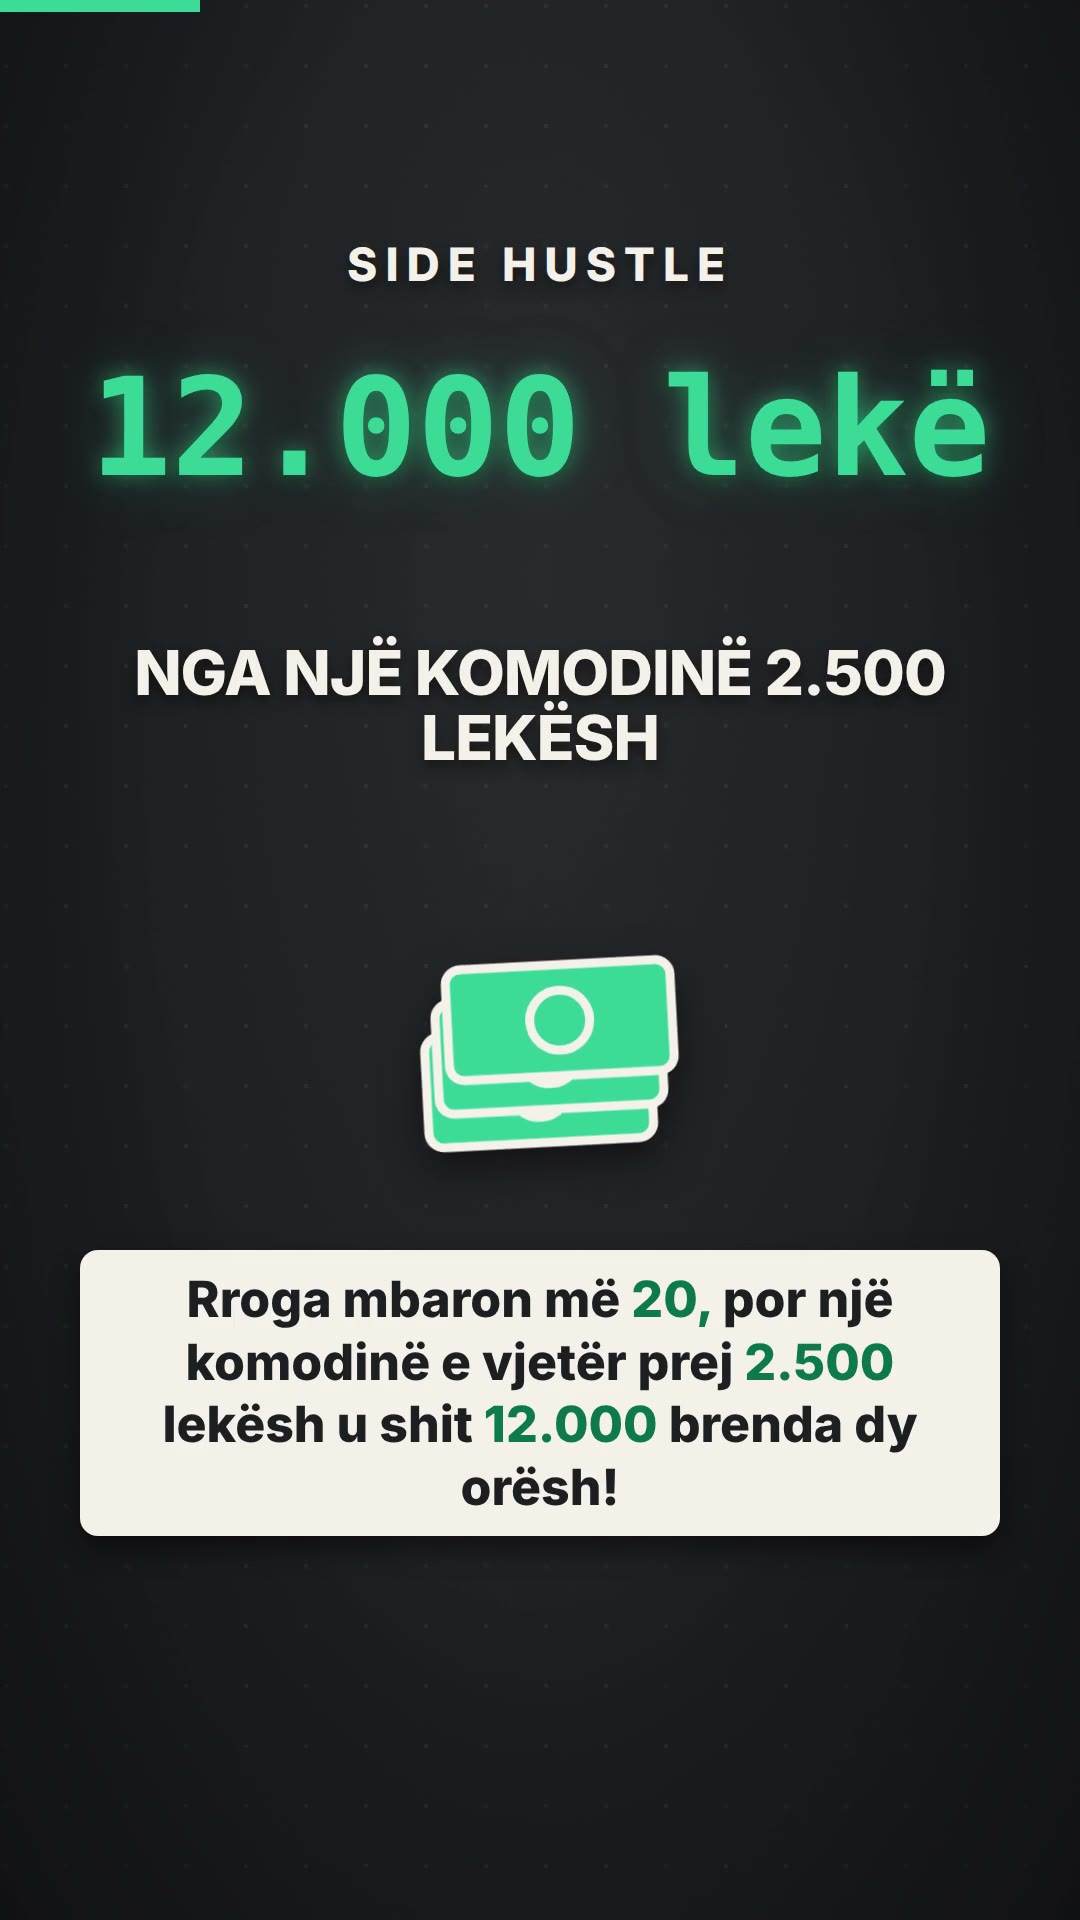 SIDE HUSTLE
12.000 lekë
NGA NJË KOMODINË 2.500
LEKËSH
Rroga mbaron më 20, por një
komodinë e vjetër prej 2.500
lekësh u shit 12.000 brenda dy
orësh!